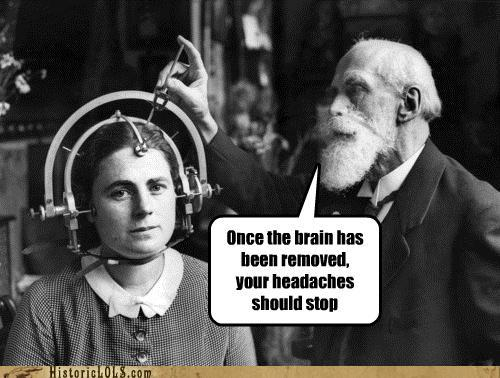 Once the brain has
been removed,
your headaches
should stop
HISTORICLOLS.com